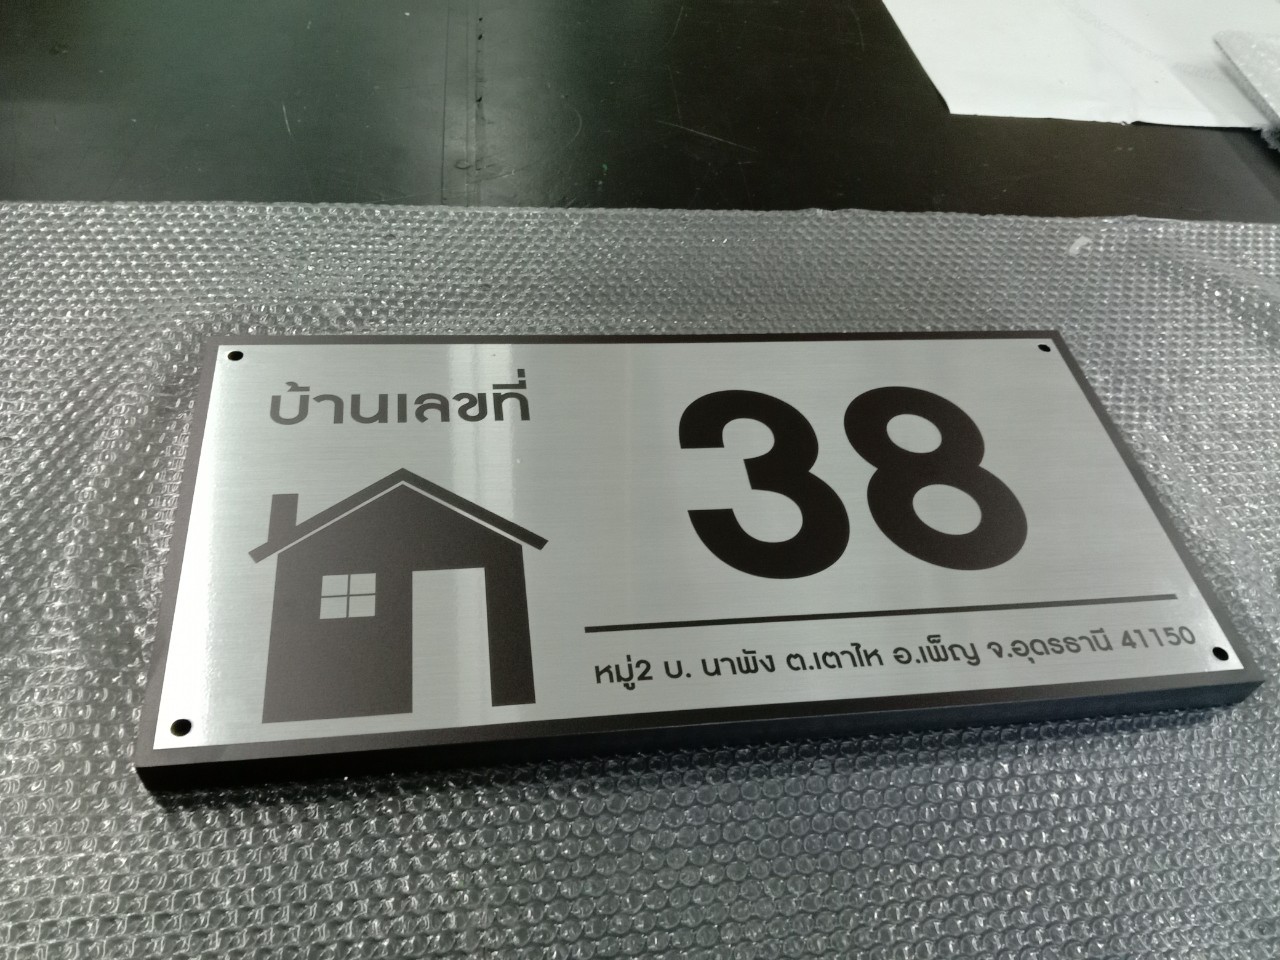 บ้านเลขที่
38
หมู่2 บ. นาพัง ต.เตาไห อ.เพ็ญ จ.อุดรธานี 41150